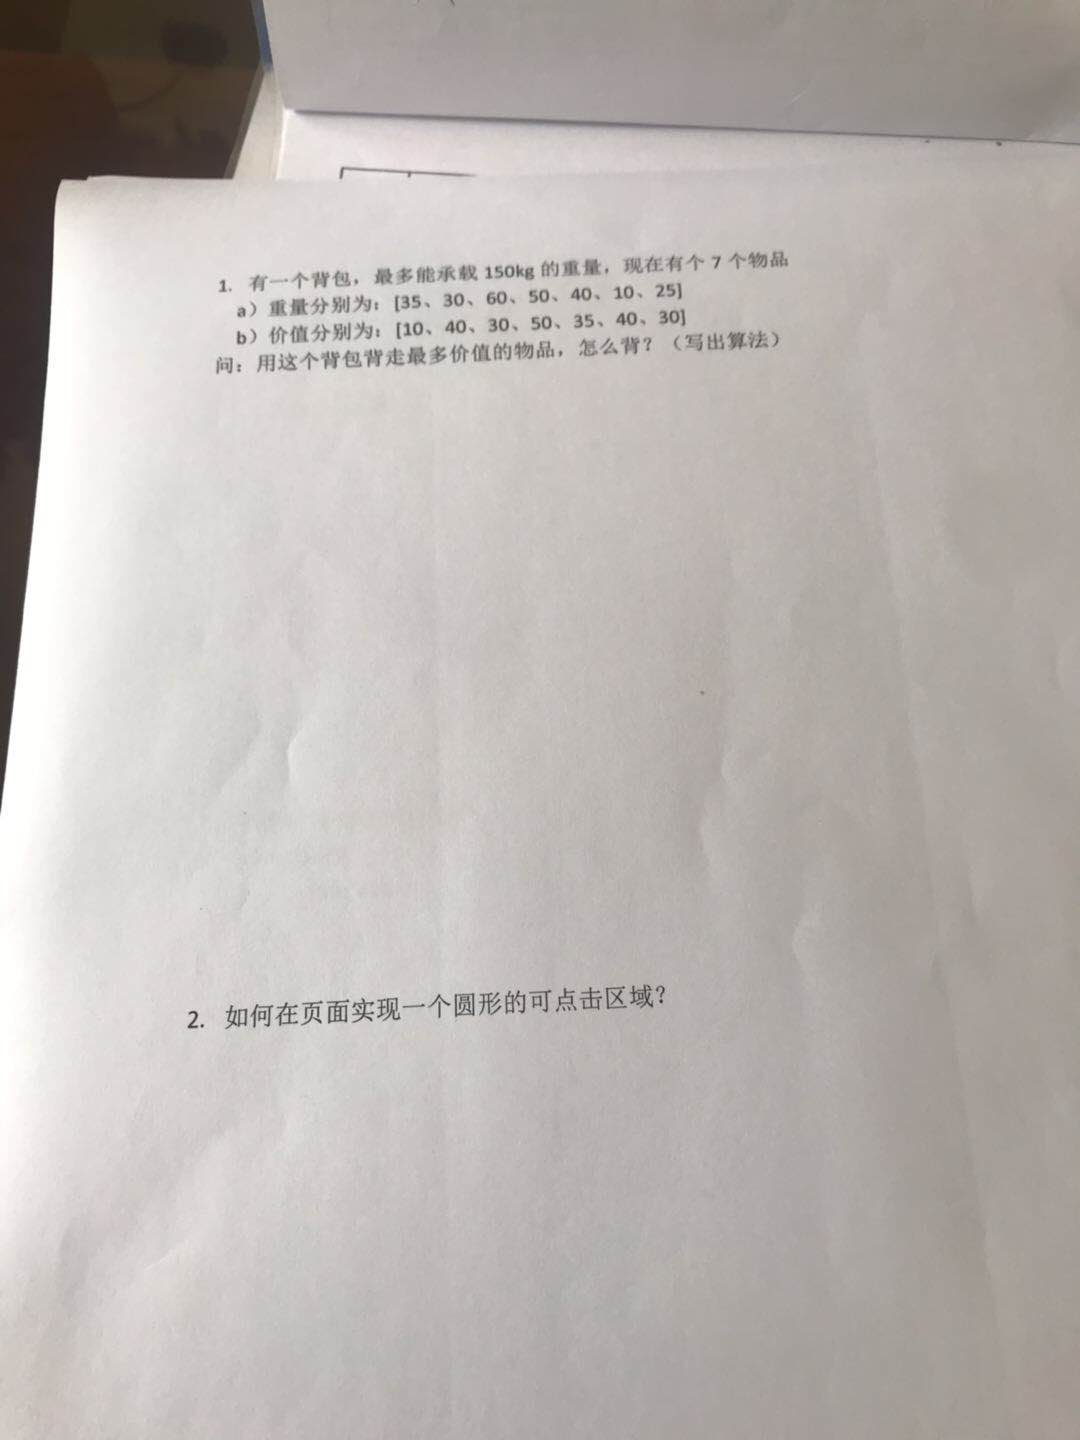 1. 有一个背包，最多能承载 150kg 的重量，现在有个 7 个物品
a）重量分别为：[35、30、60、50、40、10、25]
b）价值分别为：[10、40、30、50、35、40、30]
问：用这个背包背走最多价值的物品，怎么背？（写出算法）
2. 如何在页面实现一个圆形的可点击区域？